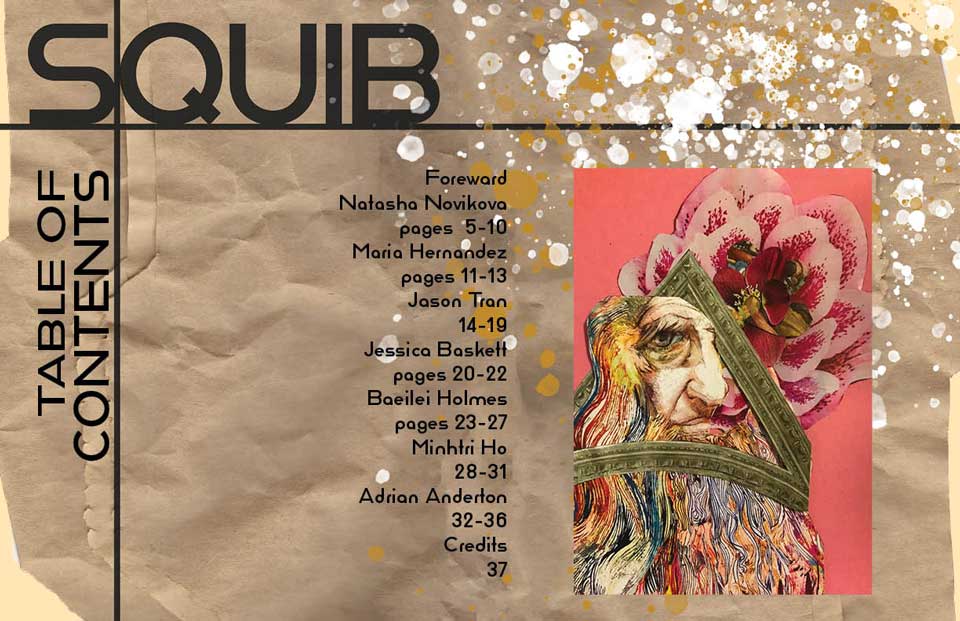 SQUIB
TABLE OF
CONTENTS
Foreward
Natasha Novikova
pages 5-10
Maria Hernandez
pages 11-13
Jason Tran
14-19
Jessica Baskett
pages 20-22
Baeilei Holmes
pages 23-27
Minhtri Ho
28-31
Adrian Anderton
32-36
Credits
37